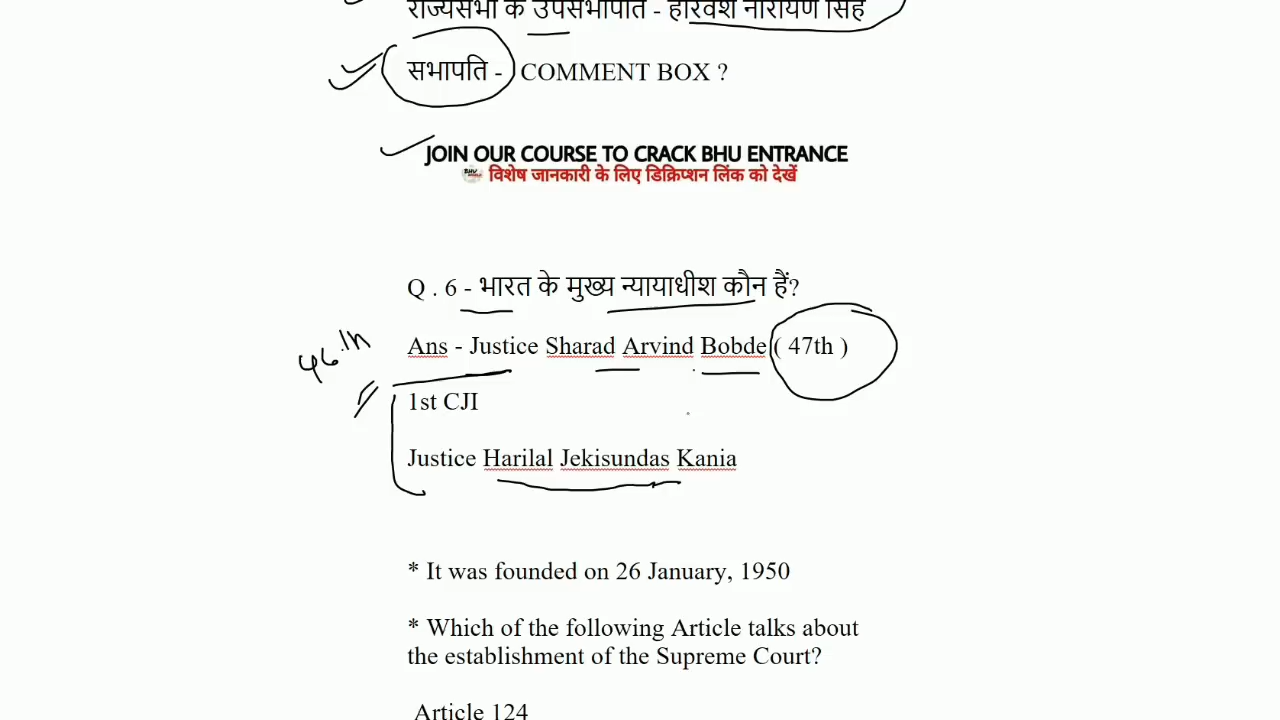 राज्यसभा के उपसभापति - हरिवंश नारायण सिंह
सभापति - COMMENT BOX ?
JOIN OUR COURSE TO CRACK BHU ENTRANCE
BHU विशेष जानकारी के लिए डिक्रिप्शन लिंक को देखें
Q . 6 - भारत के मुख्य न्यायाधीश कौन हैं?
46th
Ans - Justice Sharad Arvind Bobde ( 47th )
1st CJI
Justice Harilal Jekisundas Kania
* It was founded on 26 January, 1950
* Which of the following Article talks about
the establishment of the Supreme Court?
Article 124